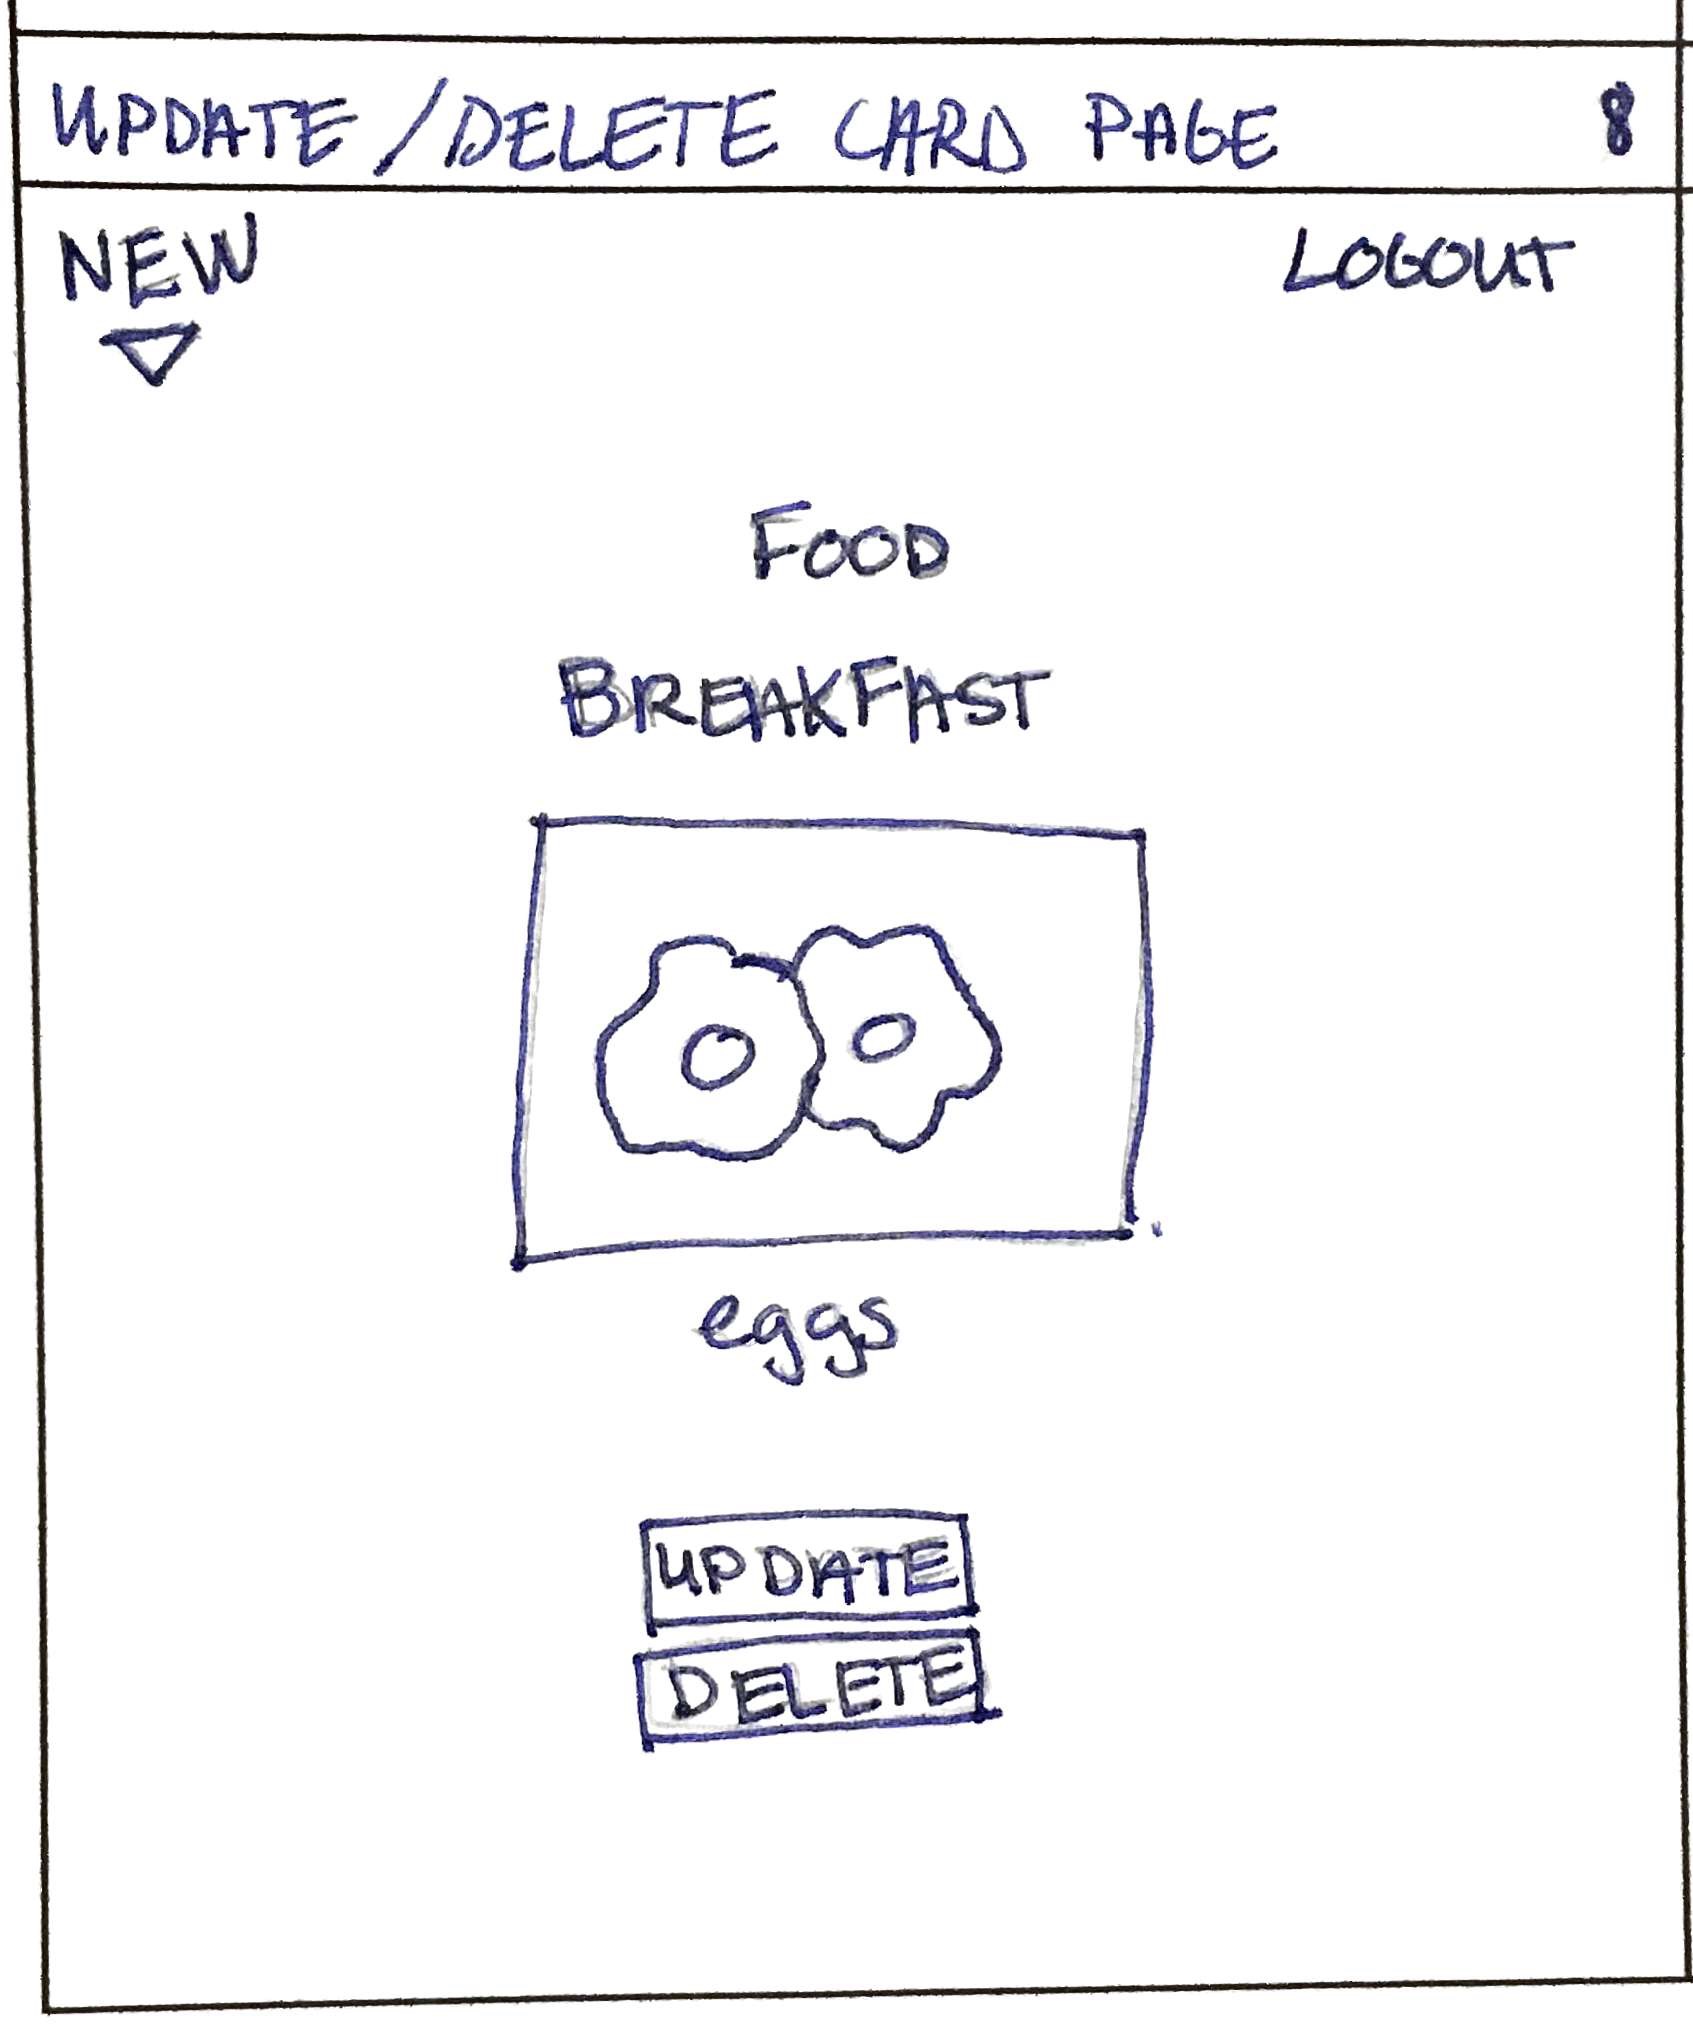 UPDATE/DELETE CARD PAGE 8
NEW LOGOUT
FOOD
BREAKFAST
eggs
UPDATE
DELETE